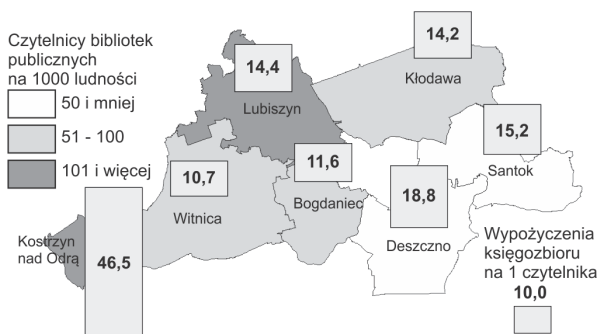 Czytelnicy bibliotek
publicznych
na 1000 ludności
50 i mniej
51 - 100
101 i więcej
14,2
Kłodawa
14,4
Lubiszyn
15,2
Santok
11,6
Bogdaniec
10,7
Witnica
18,8
Deszczno
Kostrzyn
nad Odrą
46,5
Wypożyczenia
księgozbioru
na 1 czytelnika
10,0